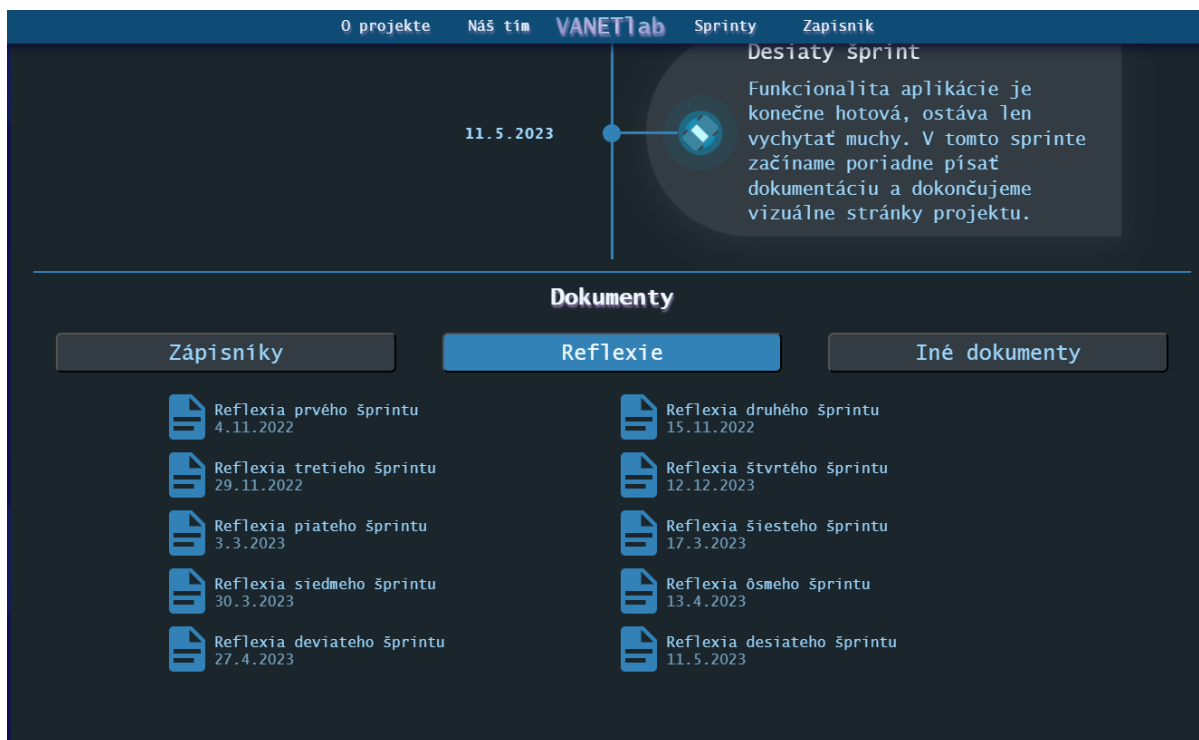 O projekte Náš tím VANETlab Sprinty Zapisnik
Desiaty šprint
Funkcionalita aplikácie je
konečne hotová, ostáva len
vychytať muchy. V tomto sprinte
začíname poriadne písať
dokumentáciu a dokončujeme
vizuálne stránky projektu.
11.5.2023
Dokumenty
Zápisníky Reflexie Iné dokumenty
Reflexia prvého šprintu
4.11.2022
Reflexia druhého šprintu
15.11.2022
Reflexia tretieho šprintu
29.11.2022
Reflexia štvrtého šprintu
12.12.2023
Reflexia piateho šprintu
3.3.2023
Reflexia šiesteho šprintu
17.3.2023
Reflexia siedmeho šprintu
30.3.2023
Reflexia ôsmeho šprintu
13.4.2023
Reflexia deviateho šprintu
27.4.2023
Reflexia desiateho šprintu
11.5.2023